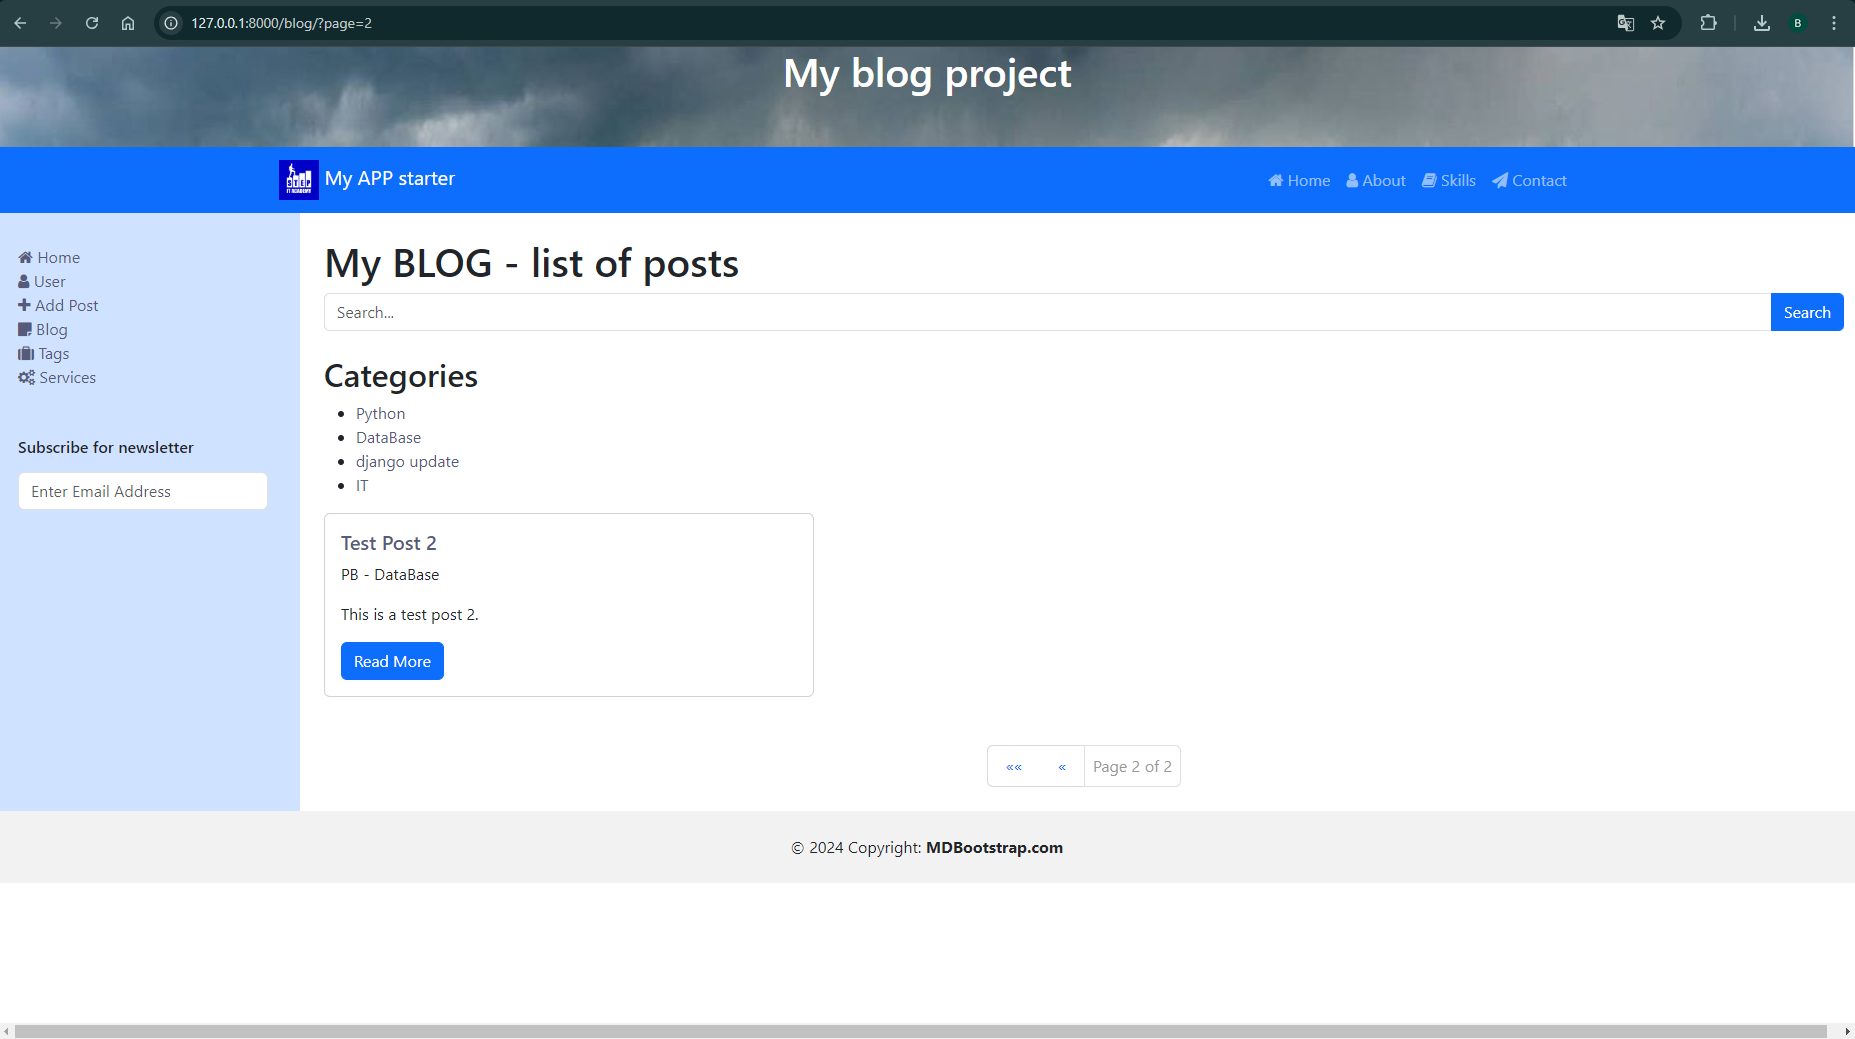 127.0.0.1:8000/blog/?page=2
B
My blog project
STEP
IT ACADEMY
My APP starter
Home About Skills Contact
Home
User
Add Post
Blog
Tags
Services
Subscribe for newsletter
Enter Email Address
My BLOG - list of posts
Search...
Search
Categories
Python
DataBase
django update
IT
Test Post 2
PB - DataBase
This is a test post 2.
Read More
«« « Page 2 of 2
© 2024 Copyright: MDBootstrap.com